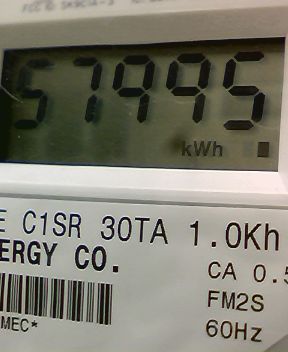 57995
kWh
E C1SR 30TA 1.0Kh
ERGY CO.
CA 0.5
FM2S
MEC*
60Hz